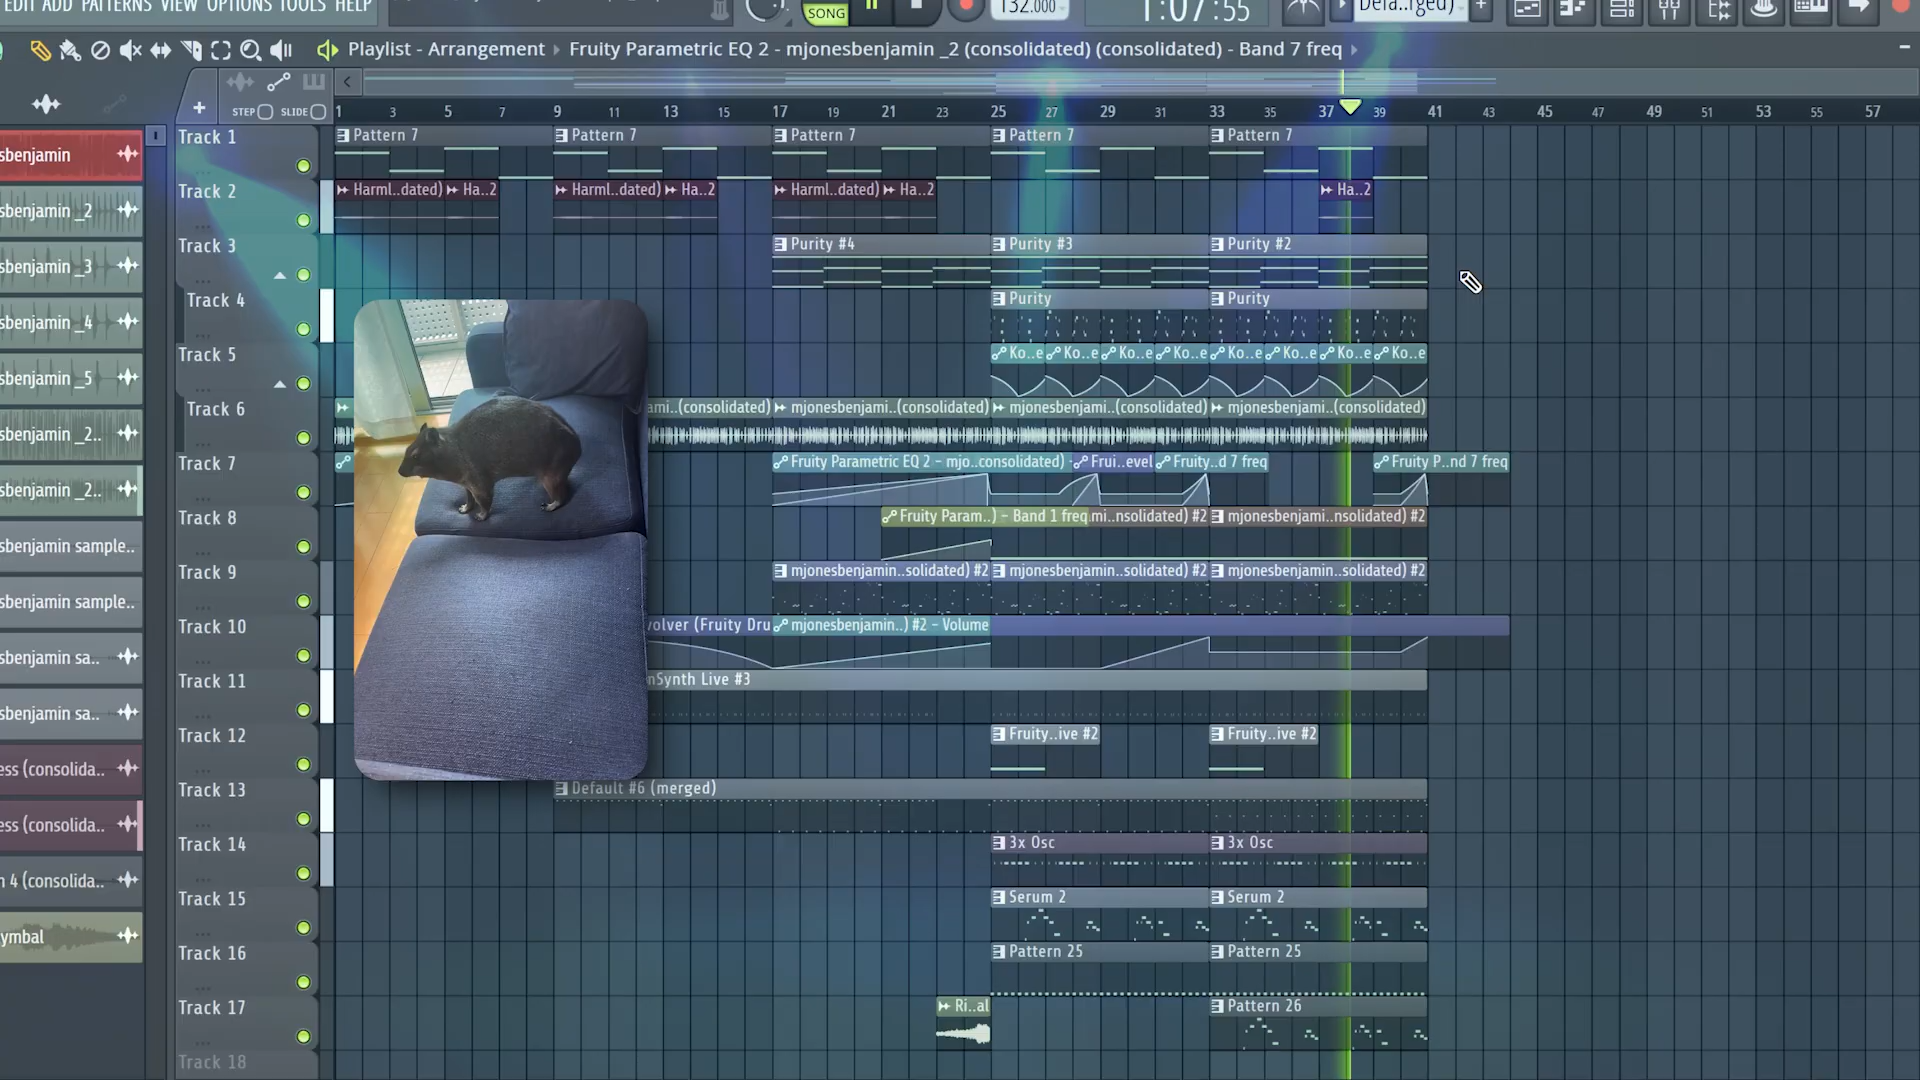 EDIT ADD PATTERNS VIEW OPTIONS TOOLS HELP
SONG
132.000
1:07:55
Defa..rged)
Playlist - Arrangement ▸ Fruity Parametric EQ 2 - mjonesbenjamin _2 (consolidated) (consolidated) - Band 7 freq ▸
STEP SLIDE
1 3 5 7 9 11 13 15 17 19 21 23 25 27 29 31 33 35 37 39 41 43 45 47 49 51 53 55 57
sbenjamin
sbenjamin _2
sbenjamin _3
sbenjamin _4
sbenjamin _5
sbenjamin _2..
sbenjamin _2..
sbenjamin sample..
sbenjamin sample..
sbenjamin sa..
sbenjamin sa..
ess (consolida..
ess (consolida..
n 4 (consolida..
ymbal
Track 1
Pattern 7 Pattern 7 Pattern 7 Pattern 7 Pattern 7
Track 2
Harml..dated) Ha..2 Harml..dated) Ha..2 Harml..dated) Ha..2 Ha..2
Track 3
Purity #4 Purity #3 Purity #2
Track 4
Purity Purity
Track 5
Ko..e Ko..e Ko..e Ko..e Ko..e Ko..e Ko..e Ko..e
Track 6
ami..(consolidated) mjonesbenjami..(consolidated) mjonesbenjami..(consolidated) mjonesbenjami..(consolidated)
Track 7
Fruity Parametric EQ 2 - mjo..consolidated) - Frui..evel Fruity..d 7 freq Fruity P..nd 7 freq
Track 8
Fruity Param..) - Band 1 freq .mi..nsolidated) #2 mjonesbenjami..nsolidated) #2
Track 9
mjonesbenjamin..solidated) #2 mjonesbenjamin..solidated) #2 mjonesbenjamin..solidated) #2
Track 10
volver (Fruity Dru mjonesbenjamin..) #2 - Volume
Track 11
nSynth Live #3
Track 12
Fruity..ive #2 Fruity..ive #2
Track 13
Default #6 (merged)
Track 14
3x Osc 3x Osc
Track 15
Serum 2 Serum 2
Track 16
Pattern 25 Pattern 25
Track 17
Ri..al Pattern 26
Track 18